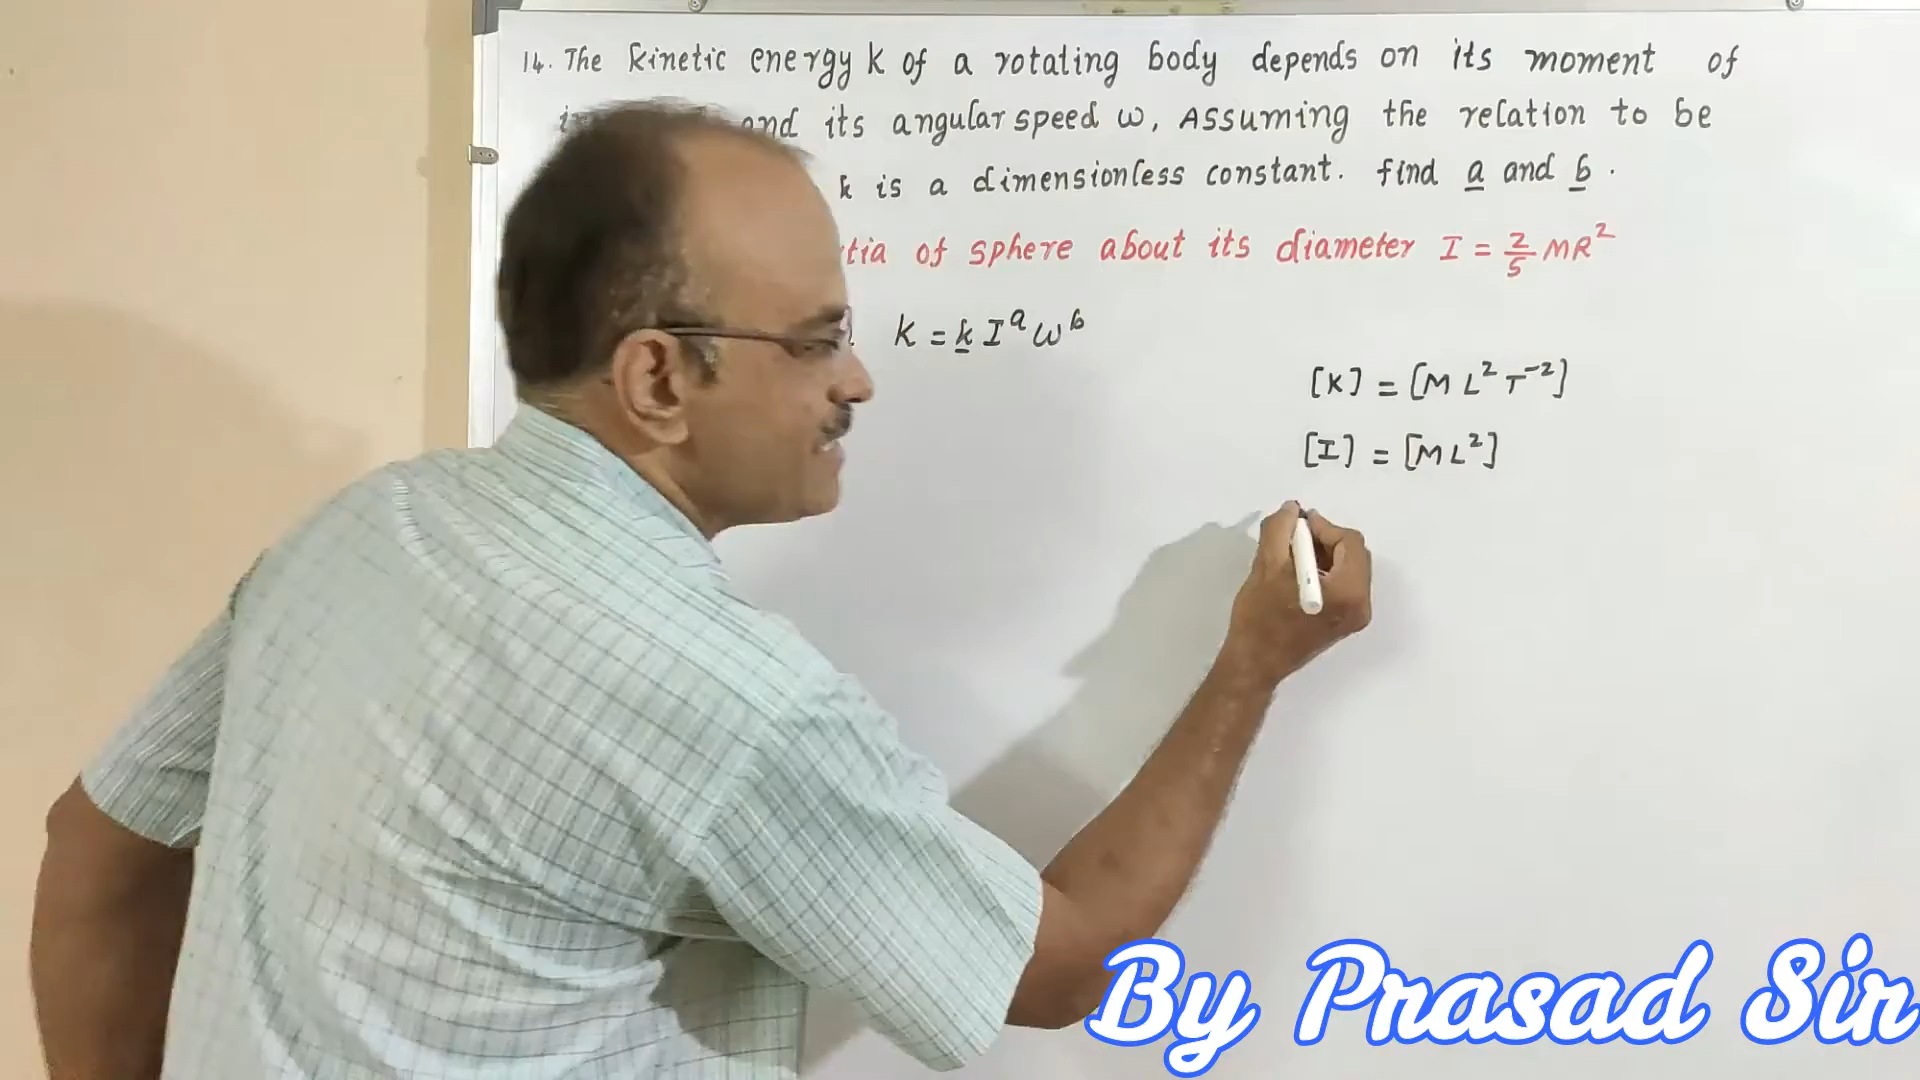 14. The kinetic energy K of a rotating body depends on its moment of
and its angular speed ω, Assuming the relation to be
k is a dimensionless constant. find a and b.
of sphere about its diameter I = 2/5 MR²
K = k Iᵃ ωᵇ
[K] = [M L² T⁻²]
[I] = [M L²]
By Prasad Sir